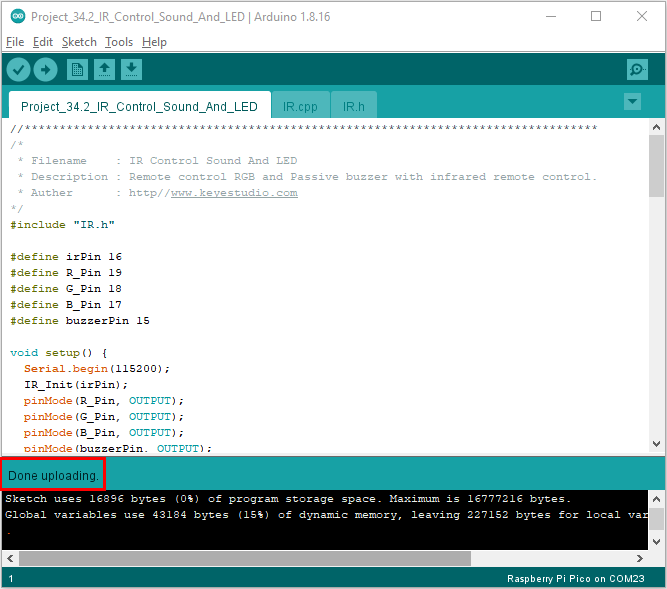 Project_34.2_IR_Control_Sound_And_LED | Arduino 1.8.16
File Edit Sketch Tools Help
Project_34.2_IR_Control_Sound_And_LED IR.cpp IR.h
//**********************************************************************************
/*
 * Filename    : IR Control Sound And LED
 * Description : Remote control RGB and Passive buzzer with infrared remote control.
 * Auther      : http//www.keyestudio.com
*/
#include "IR.h"

#define irPin 16
#define R_Pin 19
#define G_Pin 18
#define B_Pin 17
#define buzzerPin 15

void setup() {
  Serial.begin(115200);
  IR_Init(irPin);
  pinMode(R_Pin, OUTPUT);
  pinMode(G_Pin, OUTPUT);
  pinMode(B_Pin, OUTPUT);
  pinMode(buzzerPin, OUTPUT);
Done uploading.
Sketch uses 16896 bytes (0%) of program storage space. Maximum is 16777216 bytes.
Global variables use 43184 bytes (15%) of dynamic memory, leaving 227152 bytes for local var
.
1 Raspberry Pi Pico on COM23